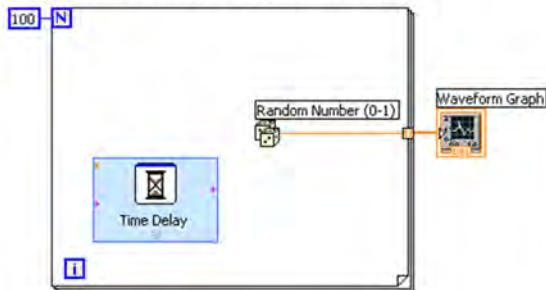 100
N
Random Number (0-1)
Waveform Graph
Time Delay
i